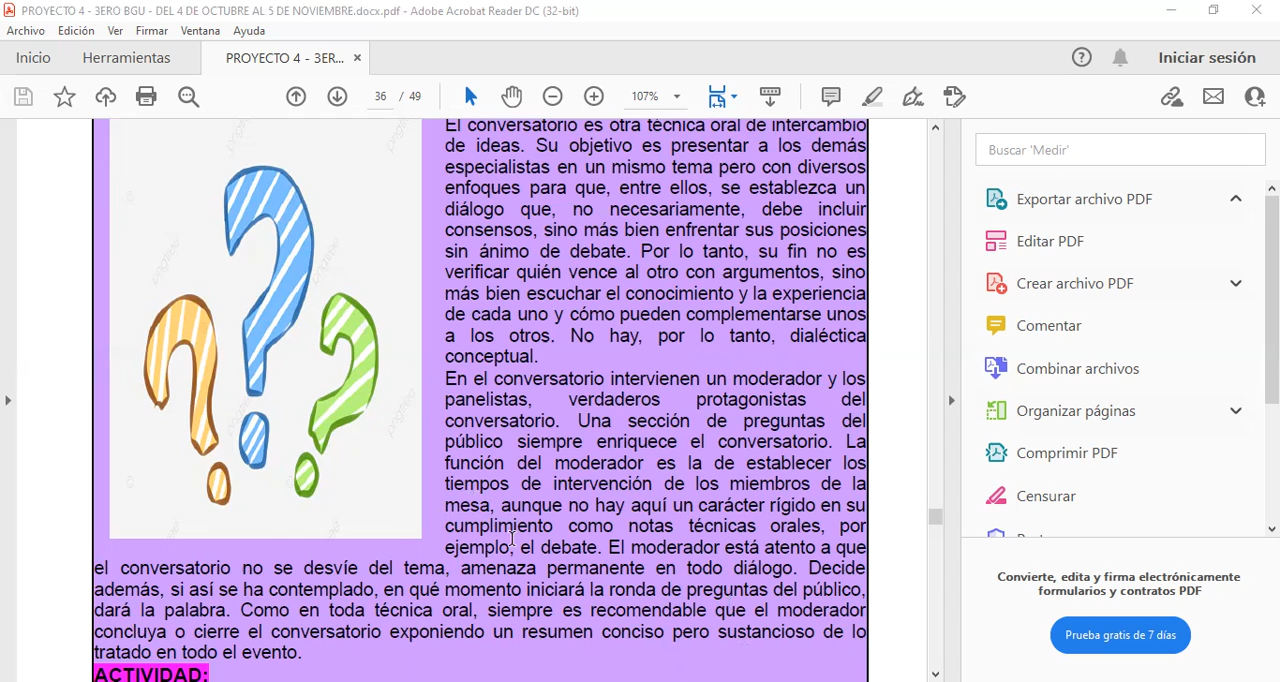 PROYECTO 4 - 3ERO BGU - DEL 4 DE OCTUBRE AL 5 DE NOVIEMBRE.docx.pdf - Adobe Acrobat Reader DC (32-bit)
Archivo Edición Ver Firmar Ventana Ayuda
Inicio Herramientas PROYECTO 4 - 3ER... × Iniciar sesión
36 / 49 107%
El conversatorio es otra técnica oral de intercambio
de ideas. Su objetivo es presentar a los demás
especialistas en un mismo tema pero con diversos
enfoques para que, entre ellos, se establezca un
diálogo que, no necesariamente, debe incluir
consensos, sino más bien enfrentar sus posiciones
sin ánimo de debate. Por lo tanto, su fin no es
verificar quién vence al otro con argumentos, sino
más bien escuchar el conocimiento y la experiencia
de cada uno y cómo pueden complementarse unos
a los otros. No hay, por lo tanto, dialéctica
conceptual.
En el conversatorio intervienen un moderador y los
panelistas, verdaderos protagonistas del
conversatorio. Una sección de preguntas del
público siempre enriquece el conversatorio. La
función del moderador es la de establecer los
tiempos de intervención de los miembros de la
mesa, aunque no hay aquí un carácter rígido en su
cumplimiento como notas técnicas orales, por
ejemplo, el debate. El moderador está atento a que
el conversatorio no se desvíe del tema, amenaza permanente en todo diálogo. Decide
además, si así se ha contemplado, en qué momento iniciará la ronda de preguntas del público,
dará la palabra. Como en toda técnica oral, siempre es recomendable que el moderador
concluya o cierre el conversatorio exponiendo un resumen conciso pero sustancioso de lo
tratado en todo el evento.
ACTIVIDAD:
Buscar 'Medir'
Exportar archivo PDF
Editar PDF
Crear archivo PDF
Comentar
Combinar archivos
Organizar páginas
Comprimir PDF
Censurar
Convierte, edita y firma electrónicamente
formularios y contratos PDF
Prueba gratis de 7 días